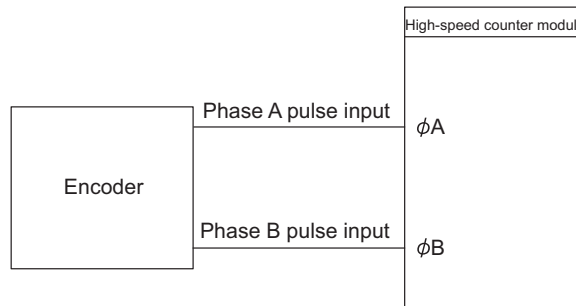 High-speed counter modul
Phase A pulse input
ϕA
Encoder
Phase B pulse input
ϕB